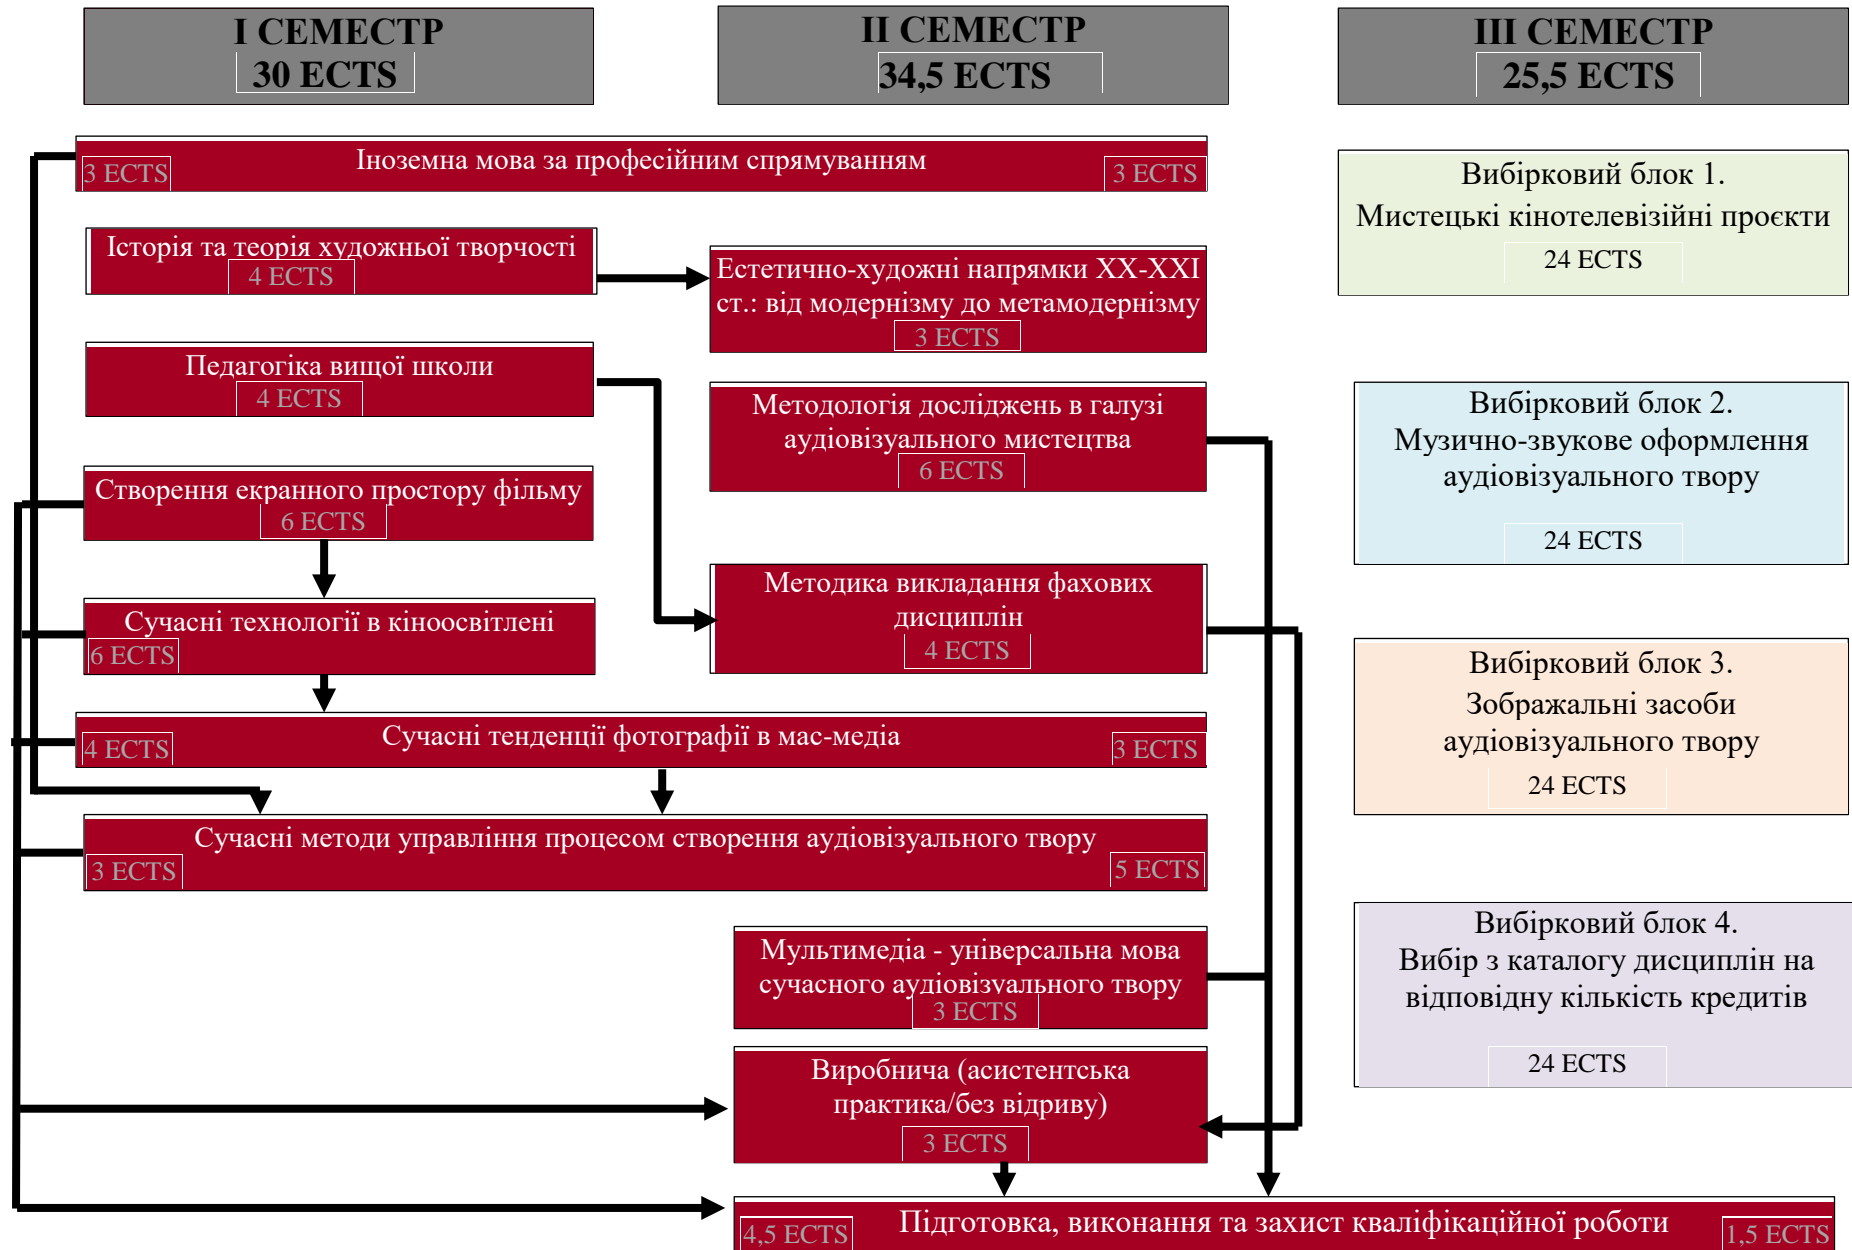 I СЕМЕСТР
30 ECTS
II СЕМЕСТР
34,5 ECTS
III СЕМЕСТР
25,5 ECTS
Іноземна мова за професійним спрямуванням
3 ECTS
3 ECTS
Історія та теорія художньої творчості
4 ECTS
Естетично-художні напрямки ХХ-ХХІ
ст.: від модернізму до метамодернізму
3 ECTS
Педагогіка вищої школи
4 ECTS
Методологія досліджень в галузі
аудіовізуального мистецтва
6 ECTS
Створення екранного простору фільму
6 ECTS
Методика викладання фахових
дисциплін
4 ECTS
Сучасні технології в кіноосвітлені
6 ECTS
Сучасні тенденції фотографії в мас-медіа
4 ECTS
3 ECTS
Сучасні методи управління процесом створення аудіовізуального твору
3 ECTS
5 ECTS
Мультимедіа - універсальна мова
сучасного аудіовізуального твору
3 ECTS
Виробнича (асистентська
практика/без відриву)
3 ECTS
Підготовка, виконання та захист кваліфікаційної роботи
4,5 ECTS
1,5 ECTS
Вибірковий блок 1.
Мистецькі кінотелевізійні проєкти
24 ECTS
Вибірковий блок 2.
Музично-звукове оформлення
аудіовізуального твору
24 ECTS
Вибірковий блок 3.
Зображальні засоби
аудіовізуального твору
24 ECTS
Вибірковий блок 4.
Вибір з каталогу дисциплін на
відповідну кількість кредитів
24 ECTS